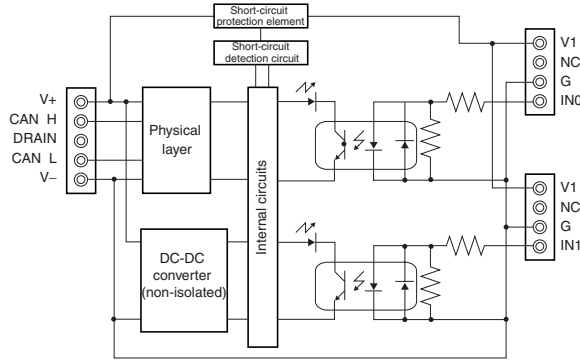 Short-circuit
protection element
Short-circuit
detection circuit
V+
CAN H
DRAIN
CAN L
V−
Physical
layer
DC-DC
converter
(non-isolated)
Internal circuits
V1
NC
G
IN0
V1
NC
G
IN1